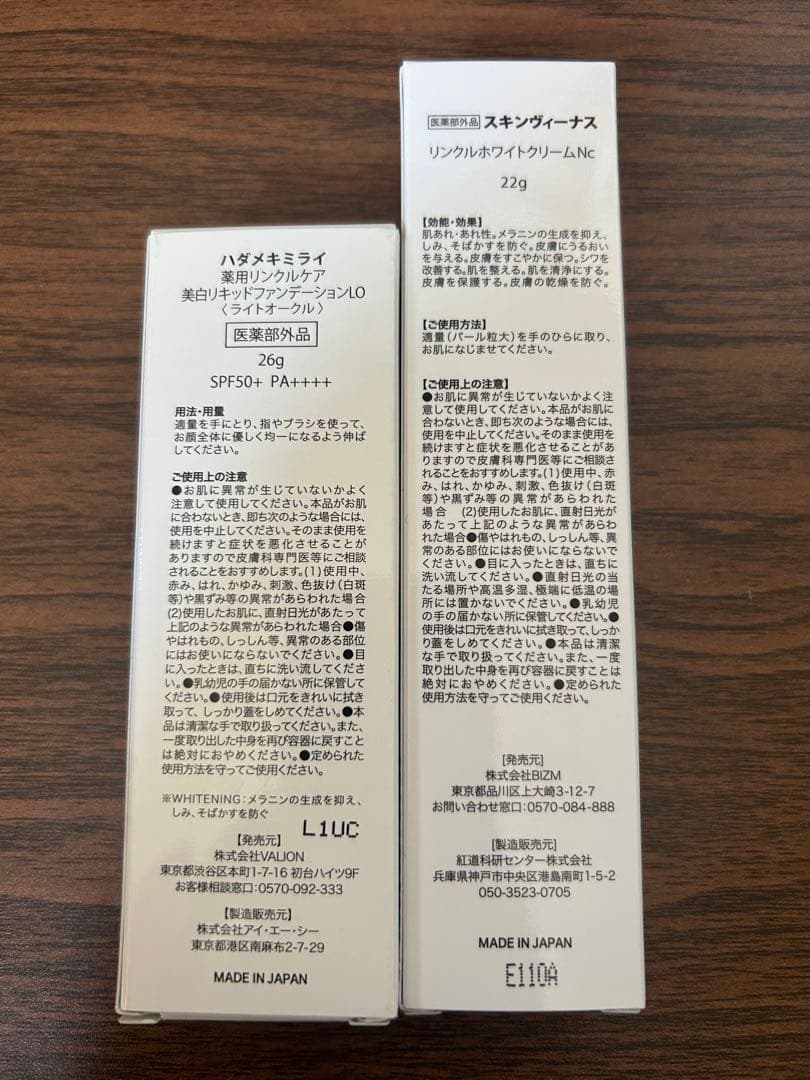 ハダメキミライ
薬用リンクルケア
美白リキッドファンデーションLO
〈ライトオークル〉
医薬部外品
26g
SPF50+ PA++++
用法・用量
適量を手にとり、指やブラシを使って、
お顔全体に優しく均一になるよう伸ば
してください。
ご使用上の注意
●お肌に異常が生じていないかよく
注意して使用してください。本品がお肌
に合わないとき、即ち次のような場合には、
使用を中止してください。そのまま使用を
続けますと症状を悪化させることが
ありますので皮膚科専門医等にご相談
されることをおすすめします。(1)使用中、
赤み、はれ、かゆみ、刺激、色抜け(白斑
等)や黒ずみ等の異常があらわれた場合
(2)使用したお肌に、直射日光があたって
上記のような異常があらわれた場合●傷
やはれもの、しっしん等、異常のある部位
にはお使いにならないでください。●目
に入ったときは、直ちに洗い流してくださ
い。●乳幼児の手の届かない所に保管して
ください。●使用後は口元をきれいに拭き
取って、しっかり蓋をしめてください。●本
品は清潔な手で取り扱ってください。また、
一度取り出した中身を再び容器に戻すこと
は絶対におやめください。●定められた
使用方法を守ってご使用ください。
※WHITENING：メラニンの生成を抑え、
しみ、そばかすを防ぐ
L1UC
【発売元】
株式会社VALION
東京都渋谷区本町1-7-16 初台ハイツ9F
お客様相談窓口：0570-092-333
【製造販売元】
株式会社アイ・エー・シー
東京都港区南麻布2-7-29
MADE IN JAPAN
医薬部外品 スキンヴィーナス
リンクルホワイトクリームNc
22g
【効能・効果】
肌あれ・あれ性。メラニンの生成を抑え、
しみ、そばかすを防ぐ。皮膚にうるおい
を与える。皮膚をすこやかに保つ。シワを
改善する。肌を整える。肌を清浄にする。
皮膚を保護する。皮膚の乾燥を防ぐ。
【ご使用方法】
適量(パール粒大)を手のひらに取り、
お肌になじませてください。
【ご使用上の注意】
●お肌に異常が生じていないかよく注
意して使用してください。本品がお肌に
合わないとき、即ち次のような場合には、
使用を中止してください。そのまま使用を
続けますと症状を悪化させることがあ
りますので皮膚科専門医等にご相談さ
れることをおすすめします。(1)使用中、赤
み、はれ、かゆみ、刺激、色抜け(白斑
等)や黒ずみ等の異常があらわれた
場合 (2)使用したお肌に、直射日光が
あたって上記のような異常があらわ
れた場合●傷やはれもの、しっしん等、異
常のある部位にはお使いにならないで
ください。●目に入ったときは、直ちに
洗い流してください。●直射日光の当
たる場所や高温多湿、極端に低温の場
所には置かないでください。●乳幼児
の手の届かない所に保管してください。●
使用後は口元をきれいに拭き取って、しっか
り蓋をしめてください。●本品は清潔
な手で取り扱ってください。また、一度
取り出した中身を再び容器に戻すことは
絶対におやめください。●定められた
使用方法を守ってご使用ください。
[発売元]
株式会社BIZM
東京都品川区上大崎3-12-7
お問い合わせ窓口：0570-084-888
[製造販売元]
紅道科研センター株式会社
兵庫県神戸市中央区港島南町1-5-2
050-3523-0705
MADE IN JAPAN
E110A